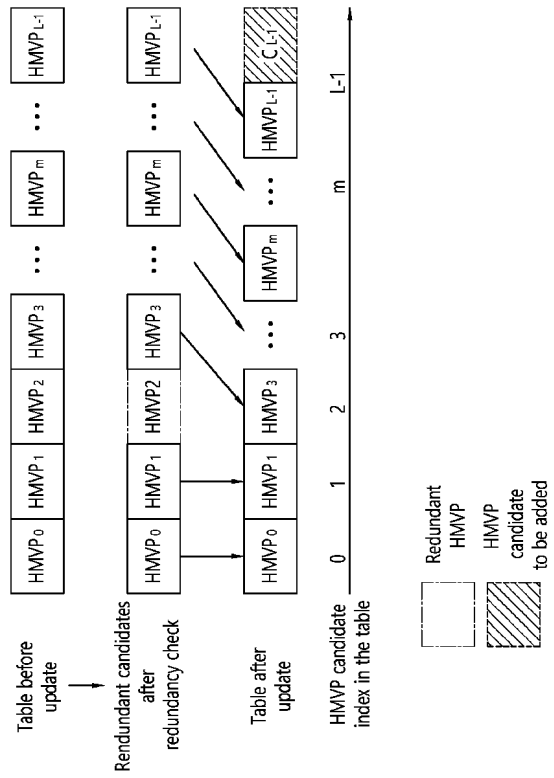 Table before
update
HMVP0 HMVP1 HMVP2 HMVP3 ••• HMVPm ••• HMVPL-1
Rendundant candidates
after
redundancy check
HMVP0 HMVP1 HMVP2 HMVP3 ••• HMVPm ••• HMVPL-1
Table after
update
HMVP0 HMVP1 HMVP3 ••• HMVPm ••• HMVPL-1 CL-1
HMVP candidate
index in the table
0 1 2 3 m L-1
Redundant
HMVP
HMVP
candidate
to be added